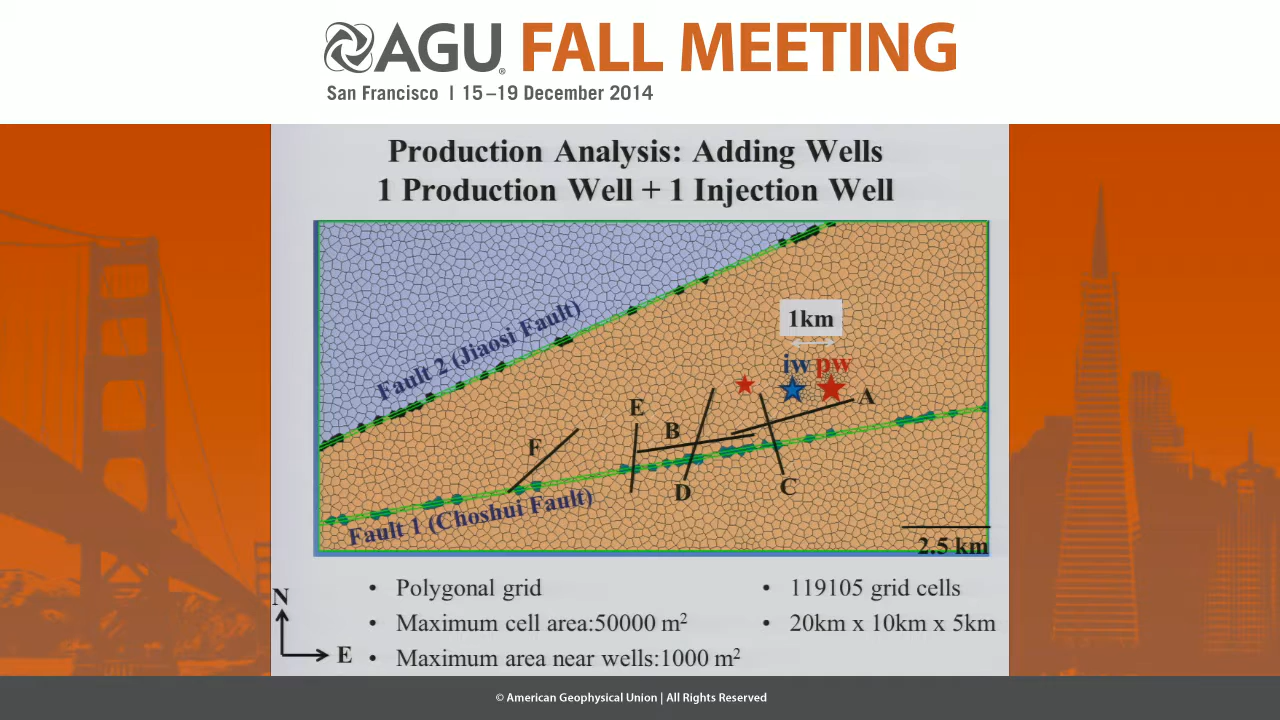 AGU FALL MEETING
San Francisco | 15–19 December 2014
Production Analysis: Adding Wells
1 Production Well + 1 Injection Well
Fault 2 (Jiaosi Fault)
1km
iw pw
A
E
B
F
D
C
Fault 1 (Choshui Fault)
2.5 km
N
E
• Polygonal grid
• Maximum cell area:50000 m²
• Maximum area near wells:1000 m²
• 119105 grid cells
• 20km x 10km x 5km
© American Geophysical Union | All Rights Reserved